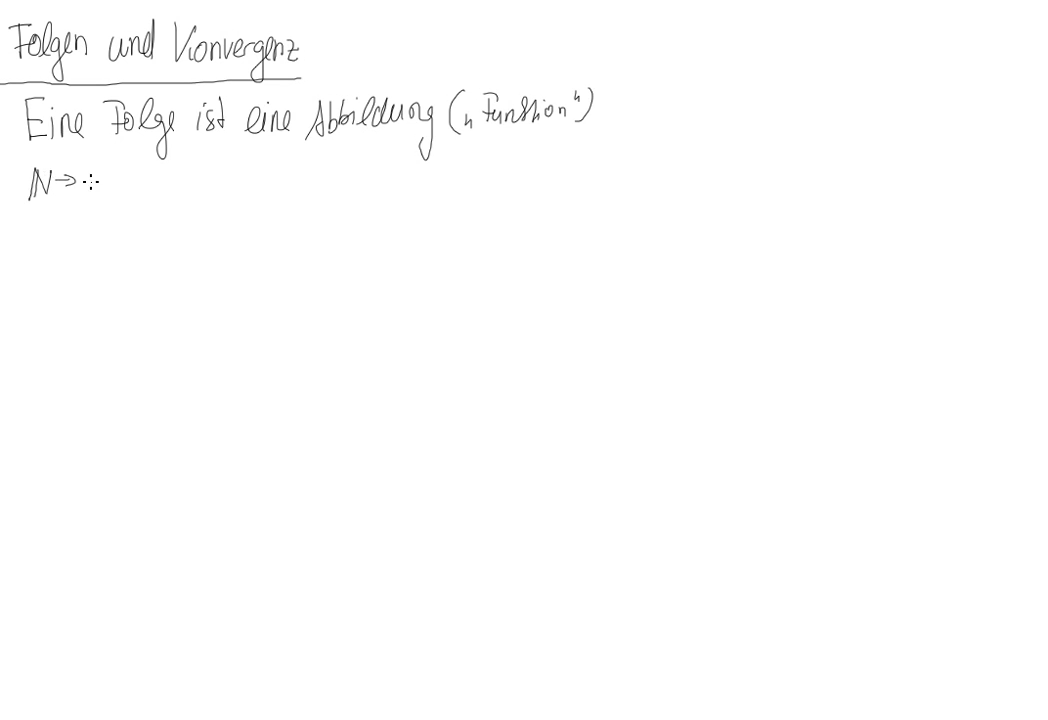 Folgen und Konvergenz
Eine Folge ist eine Abbildung („Funktion“)
ℕ →